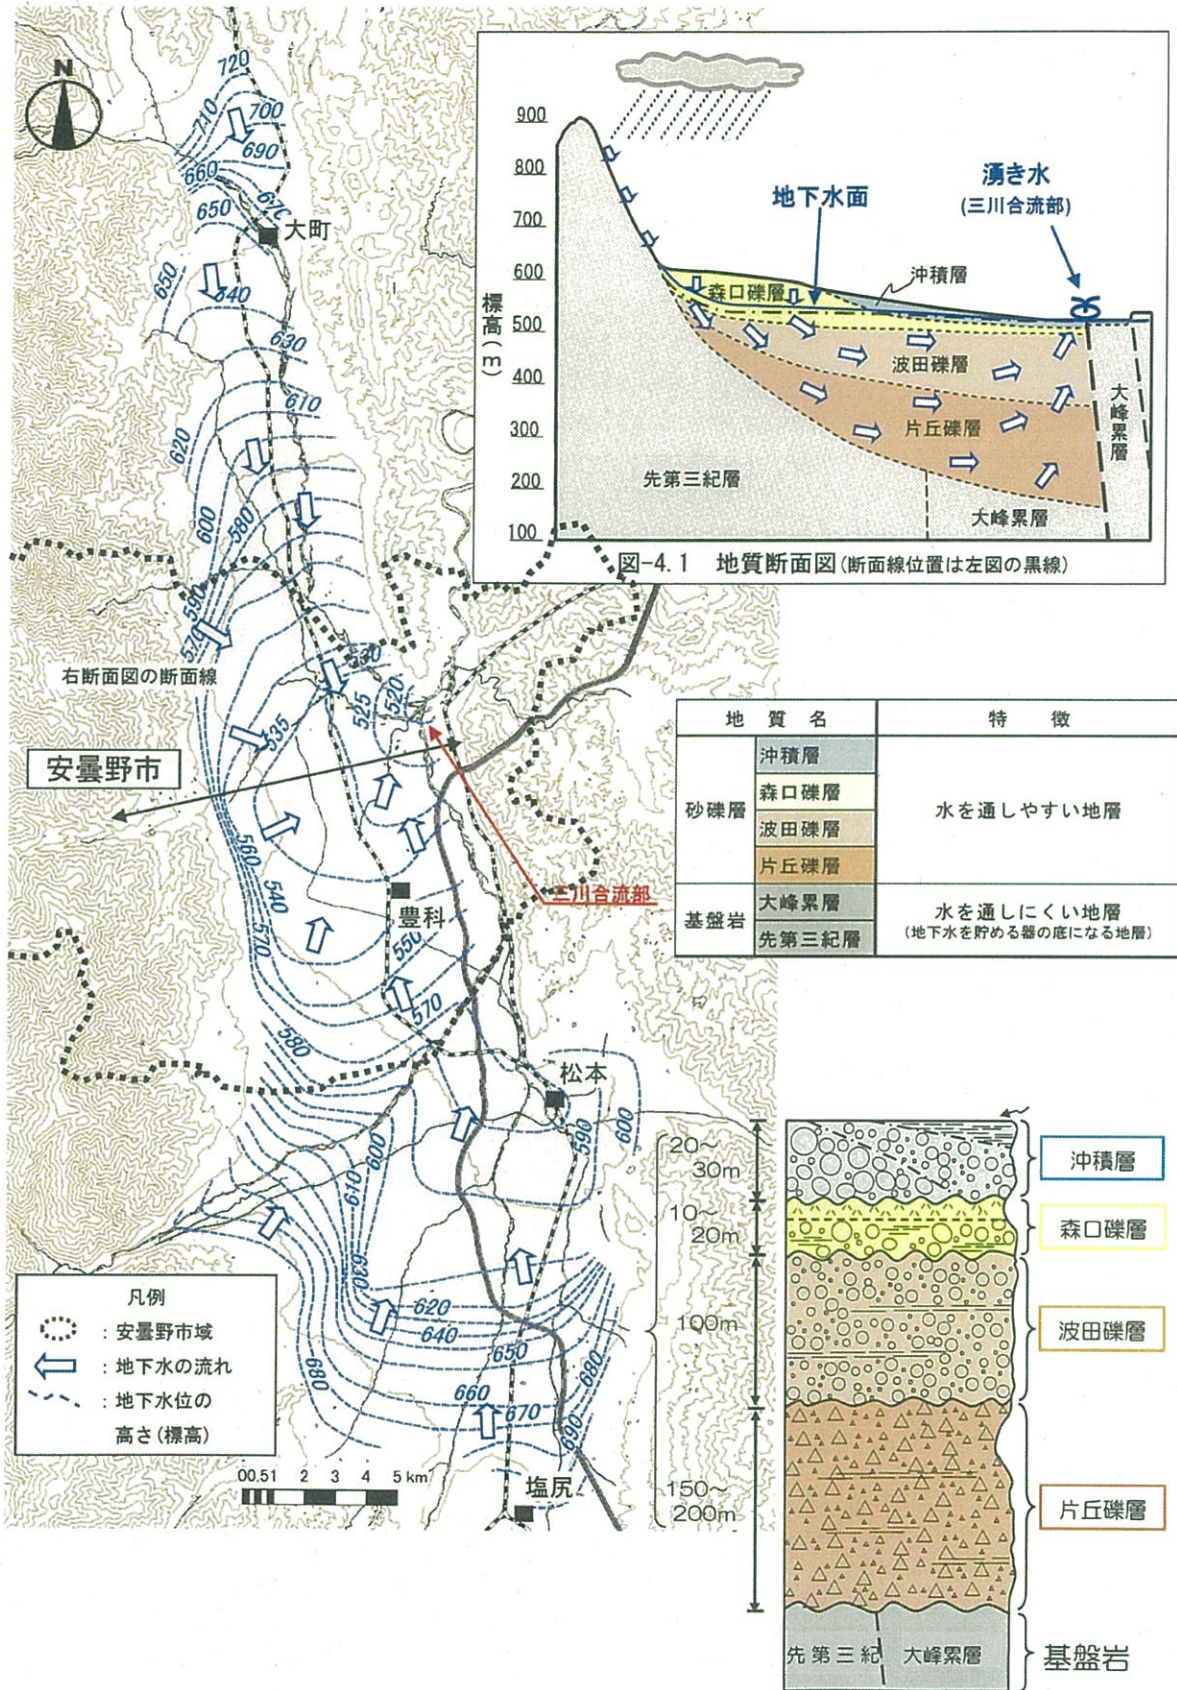 N
720
710
700
690
660
670
650
大町
650
640
630
610
620
600
580
590
570
右断面図の断面線
530
525
520
535
安曇野市
560
540
570
豊科
三川合流部
550
570
580
松本
590
600
600
610
630
620
640
650
680
660
670
680
690
塩尻
凡例
:安曇野市域
:地下水の流れ
:地下水位の
高さ(標高)
00.51 2 3 4 5 km
900
800
700
600
500
400
300
200
100
標高(m)
地下水面
湧き水
(三川合流部)
沖積層
森口礫層
波田礫層
片丘礫層
先第三紀層
大峰累層
大峰累層
図-4.1 地質断面図(断面線位置は左図の黒線)
地質名 特徴
砂礫層
沖積層
森口礫層
波田礫層
片丘礫層
水を通しやすい地層
基盤岩
大峰累層
先第三紀層
水を通しにくい地層
(地下水を貯める器の底になる地層)
20~
30m
沖積層
10~
20m
森口礫層
100m
波田礫層
150~
200m
片丘礫層
先第三紀 大峰累層
基盤岩